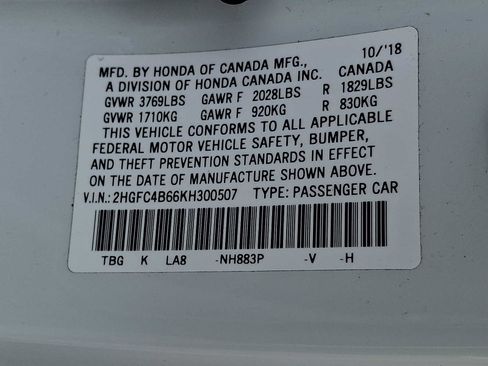 MFD. BY HONDA OF CANADA MFG., 10/'18
A DIVISION OF HONDA CANADA INC. CANADA
GVWR 3769LBS GAWR F 2028LBS R 1829LBS
GVWR 1710KG GAWR F 920KG R 830KG
THIS VEHICLE CONFORMS TO ALL APPLICABLE
FEDERAL MOTOR VEHICLE SAFETY, BUMPER,
AND THEFT PREVENTION STANDARDS IN EFFECT
ON THE DATE OF MANUFACTURE SHOWN ABOVE.
V.I.N.: 2HGFC4B66KH300507 TYPE: PASSENGER CAR
TBG K LA8 -NH883P -V -H